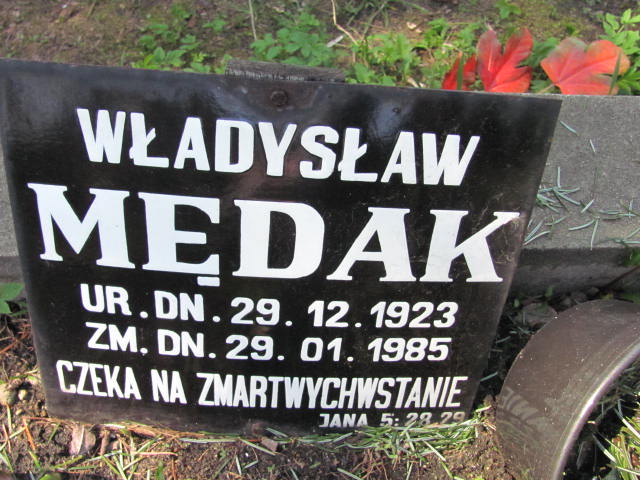 WŁADYSŁAW
MĘDAK
UR. DN. 29. 12. 1923
ZM. DN. 29. 01. 1985
CZEKA NA ZMARTWYCHWSTANIE
JANA 5: 28,29